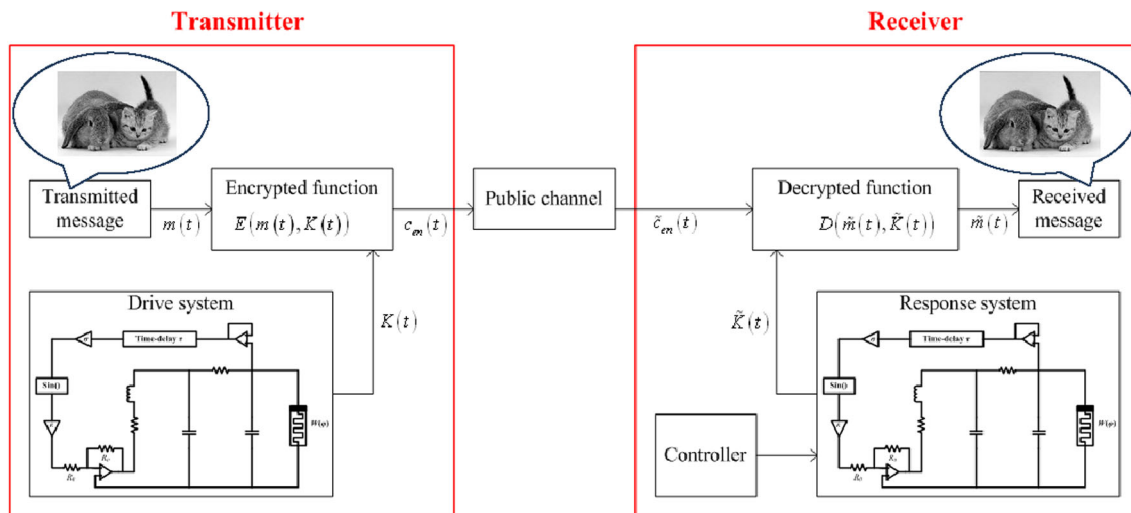 Transmitter
Receiver
Transmitted
message
m(t)
Encrypted function
E(m(t), K(t))
c_en(t)
Public channel
c̃_en(t)
Decrypted function
D(m̃(t), K̃(t))
m̃(t)
Received
message
Drive system
Time-delay τ
σ
Sin()
W(φ)
K(t)
K̃(t)
Controller
Response system
Time-delay τ
σ
Sin()
W(φ)